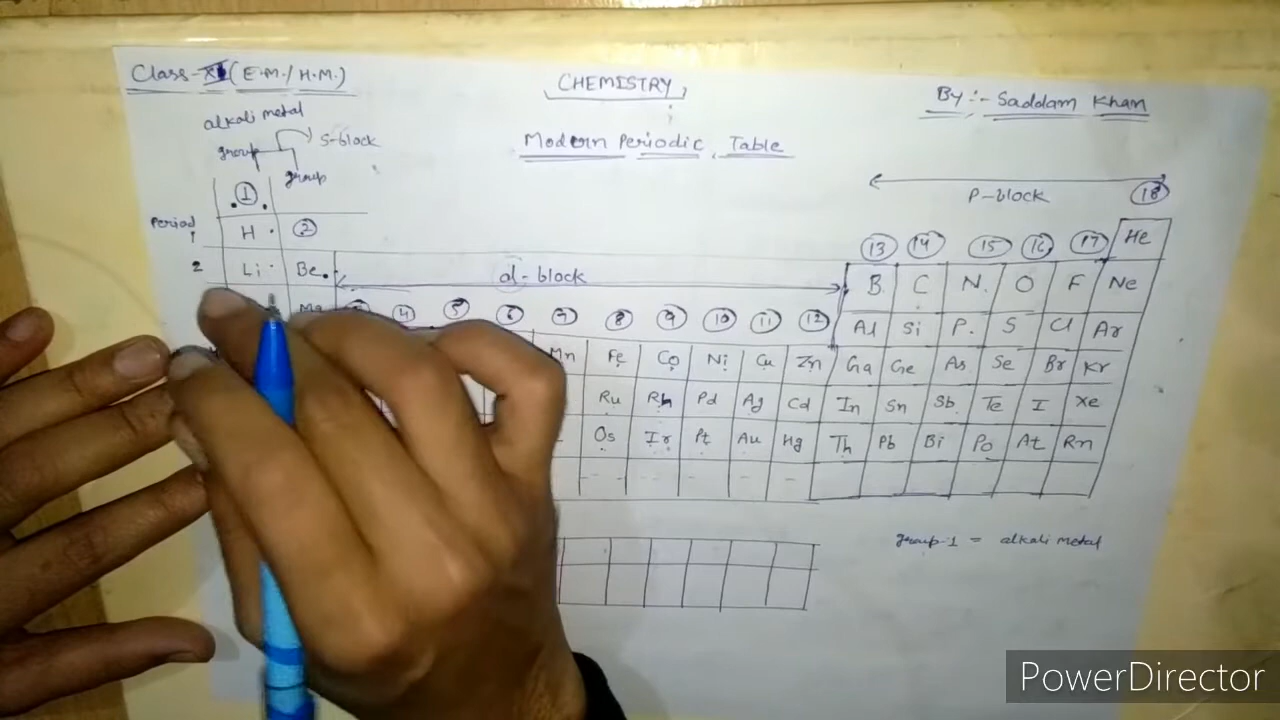 Class-XI (E.M./H.M.)
CHEMISTRY
By:- Saddam Khan
alkali metal
Modern Periodic Table
group
S-block
group
P-block
1
18
Period
1
H
2
13 14 15 16 17
He
2
Li Be
d-block
B C N O F Ne
Mg
3 4 5 6 7 8 9 10 11 12
Al Si P S Cl Ar
Mn Fe Co Ni Cu Zn Ga Ge As Se Br Kr
Ru Rh Pd Ag Cd In Sn Sb Te I Xe
Os Ir Pt Au Hg Th Pb Bi Po At Rn
group-1 = alkali metal
PowerDirector